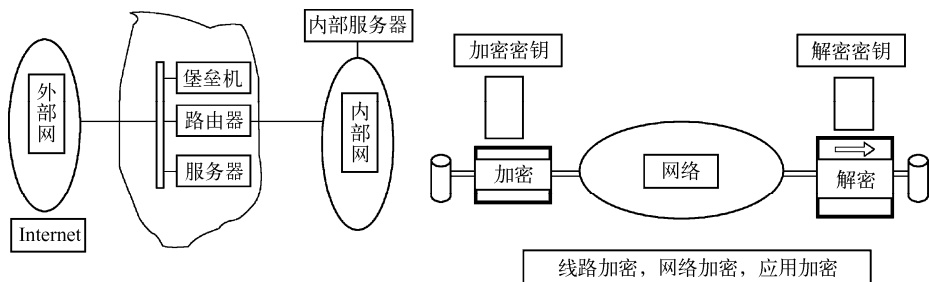 内部服务器
外部网
堡垒机
路由器
服务器
内部网
Internet
加密密钥
解密密钥
加密
网络
解密
线路加密，网络加密，应用加密